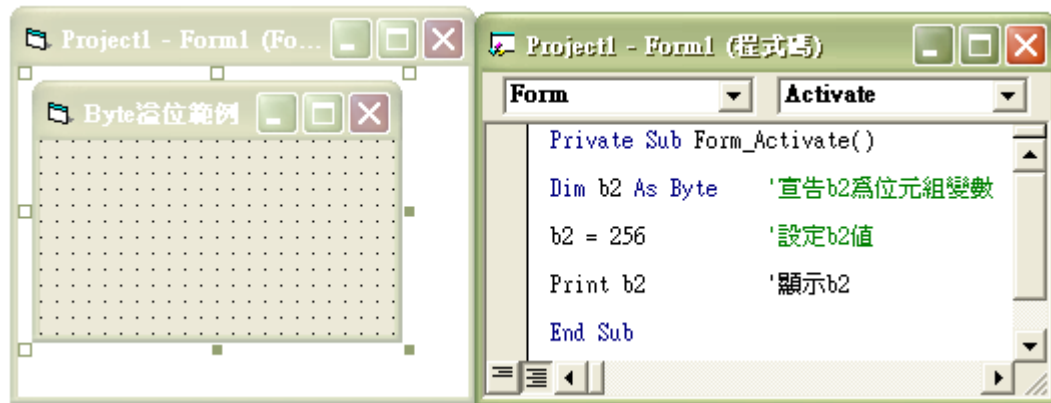 Project1 - Form1 (Fo...
Byte溢位範例
Project1 - Form1 (程式碼)
Form
Activate
Private Sub Form_Activate()
Dim b2 As Byte '宣告b2為位元組變數
b2 = 256 '設定b2值
Print b2 '顯示b2
End Sub